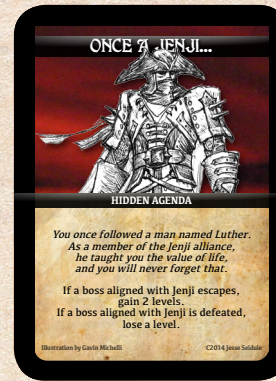 ONCE A JENJI...
HIDDEN AGENDA
You once followed a man named Luther.
As a member of the Jenji alliance,
he taught you the value of life,
and you will never forget that.
If a boss aligned with Jenji escapes,
gain 2 levels.
If a boss aligned with Jenji is defeated,
lose a level.
Illustration by Gavin Michelli
©2014 Jesse Seidule